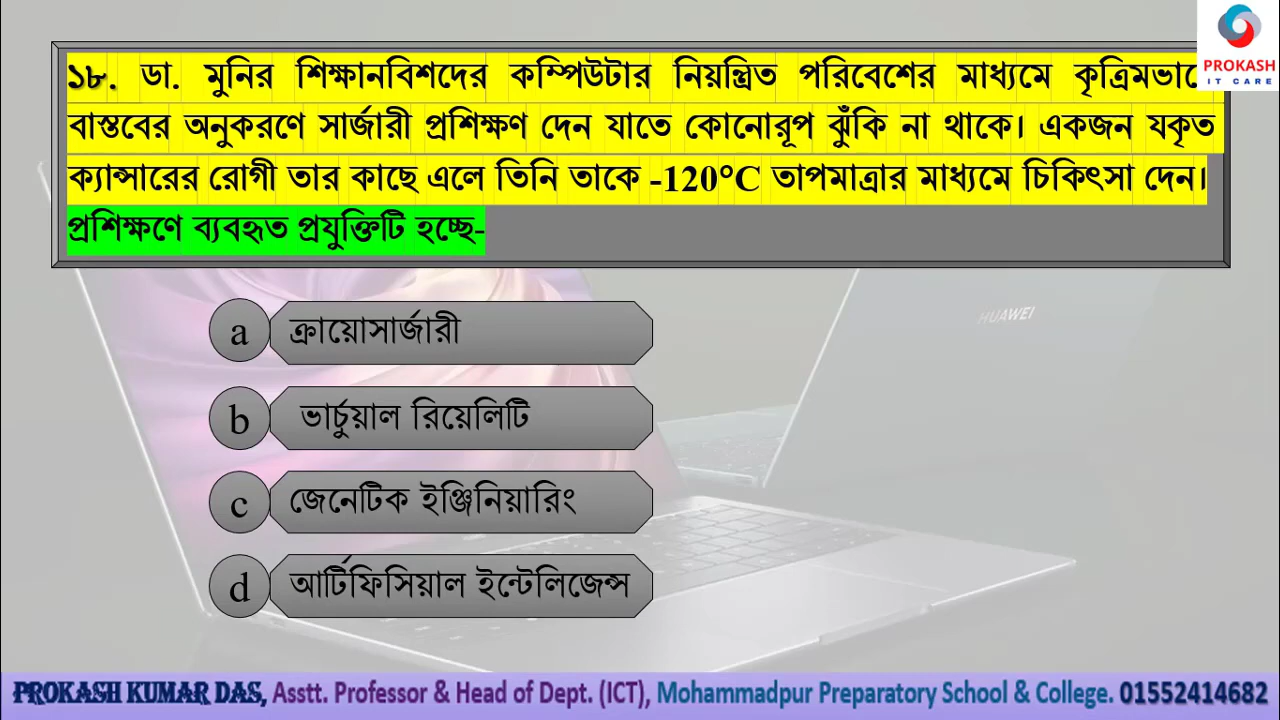 PROKASH
IT CARE
১৮. ডা. মুনির শিক্ষানবিশদের কম্পিউটার নিয়ন্ত্রিত পরিবেশের মাধ্যমে কৃত্রিমভাবে
বাস্তবের অনুকরণে সার্জারী প্রশিক্ষণ দেন যাতে কোনোরূপ ঝুঁকি না থাকে। একজন যকৃত
ক্যান্সারের রোগী তার কাছে এলে তিনি তাকে -120°C তাপমাত্রার মাধ্যমে চিকিৎসা দেন।
প্রশিক্ষণে ব্যবহৃত প্রযুক্তিটি হচ্ছে-
a ক্রায়োসার্জারী
b ভার্চুয়াল রিয়েলিটি
c জেনেটিক ইঞ্জিনিয়ারিং
d আর্টিফিসিয়াল ইন্টেলিজেন্স
HUAWEI
PROKASH KUMAR DAS, Asstt. Professor & Head of Dept. (ICT), Mohammadpur Preparatory School & College. 01552414682